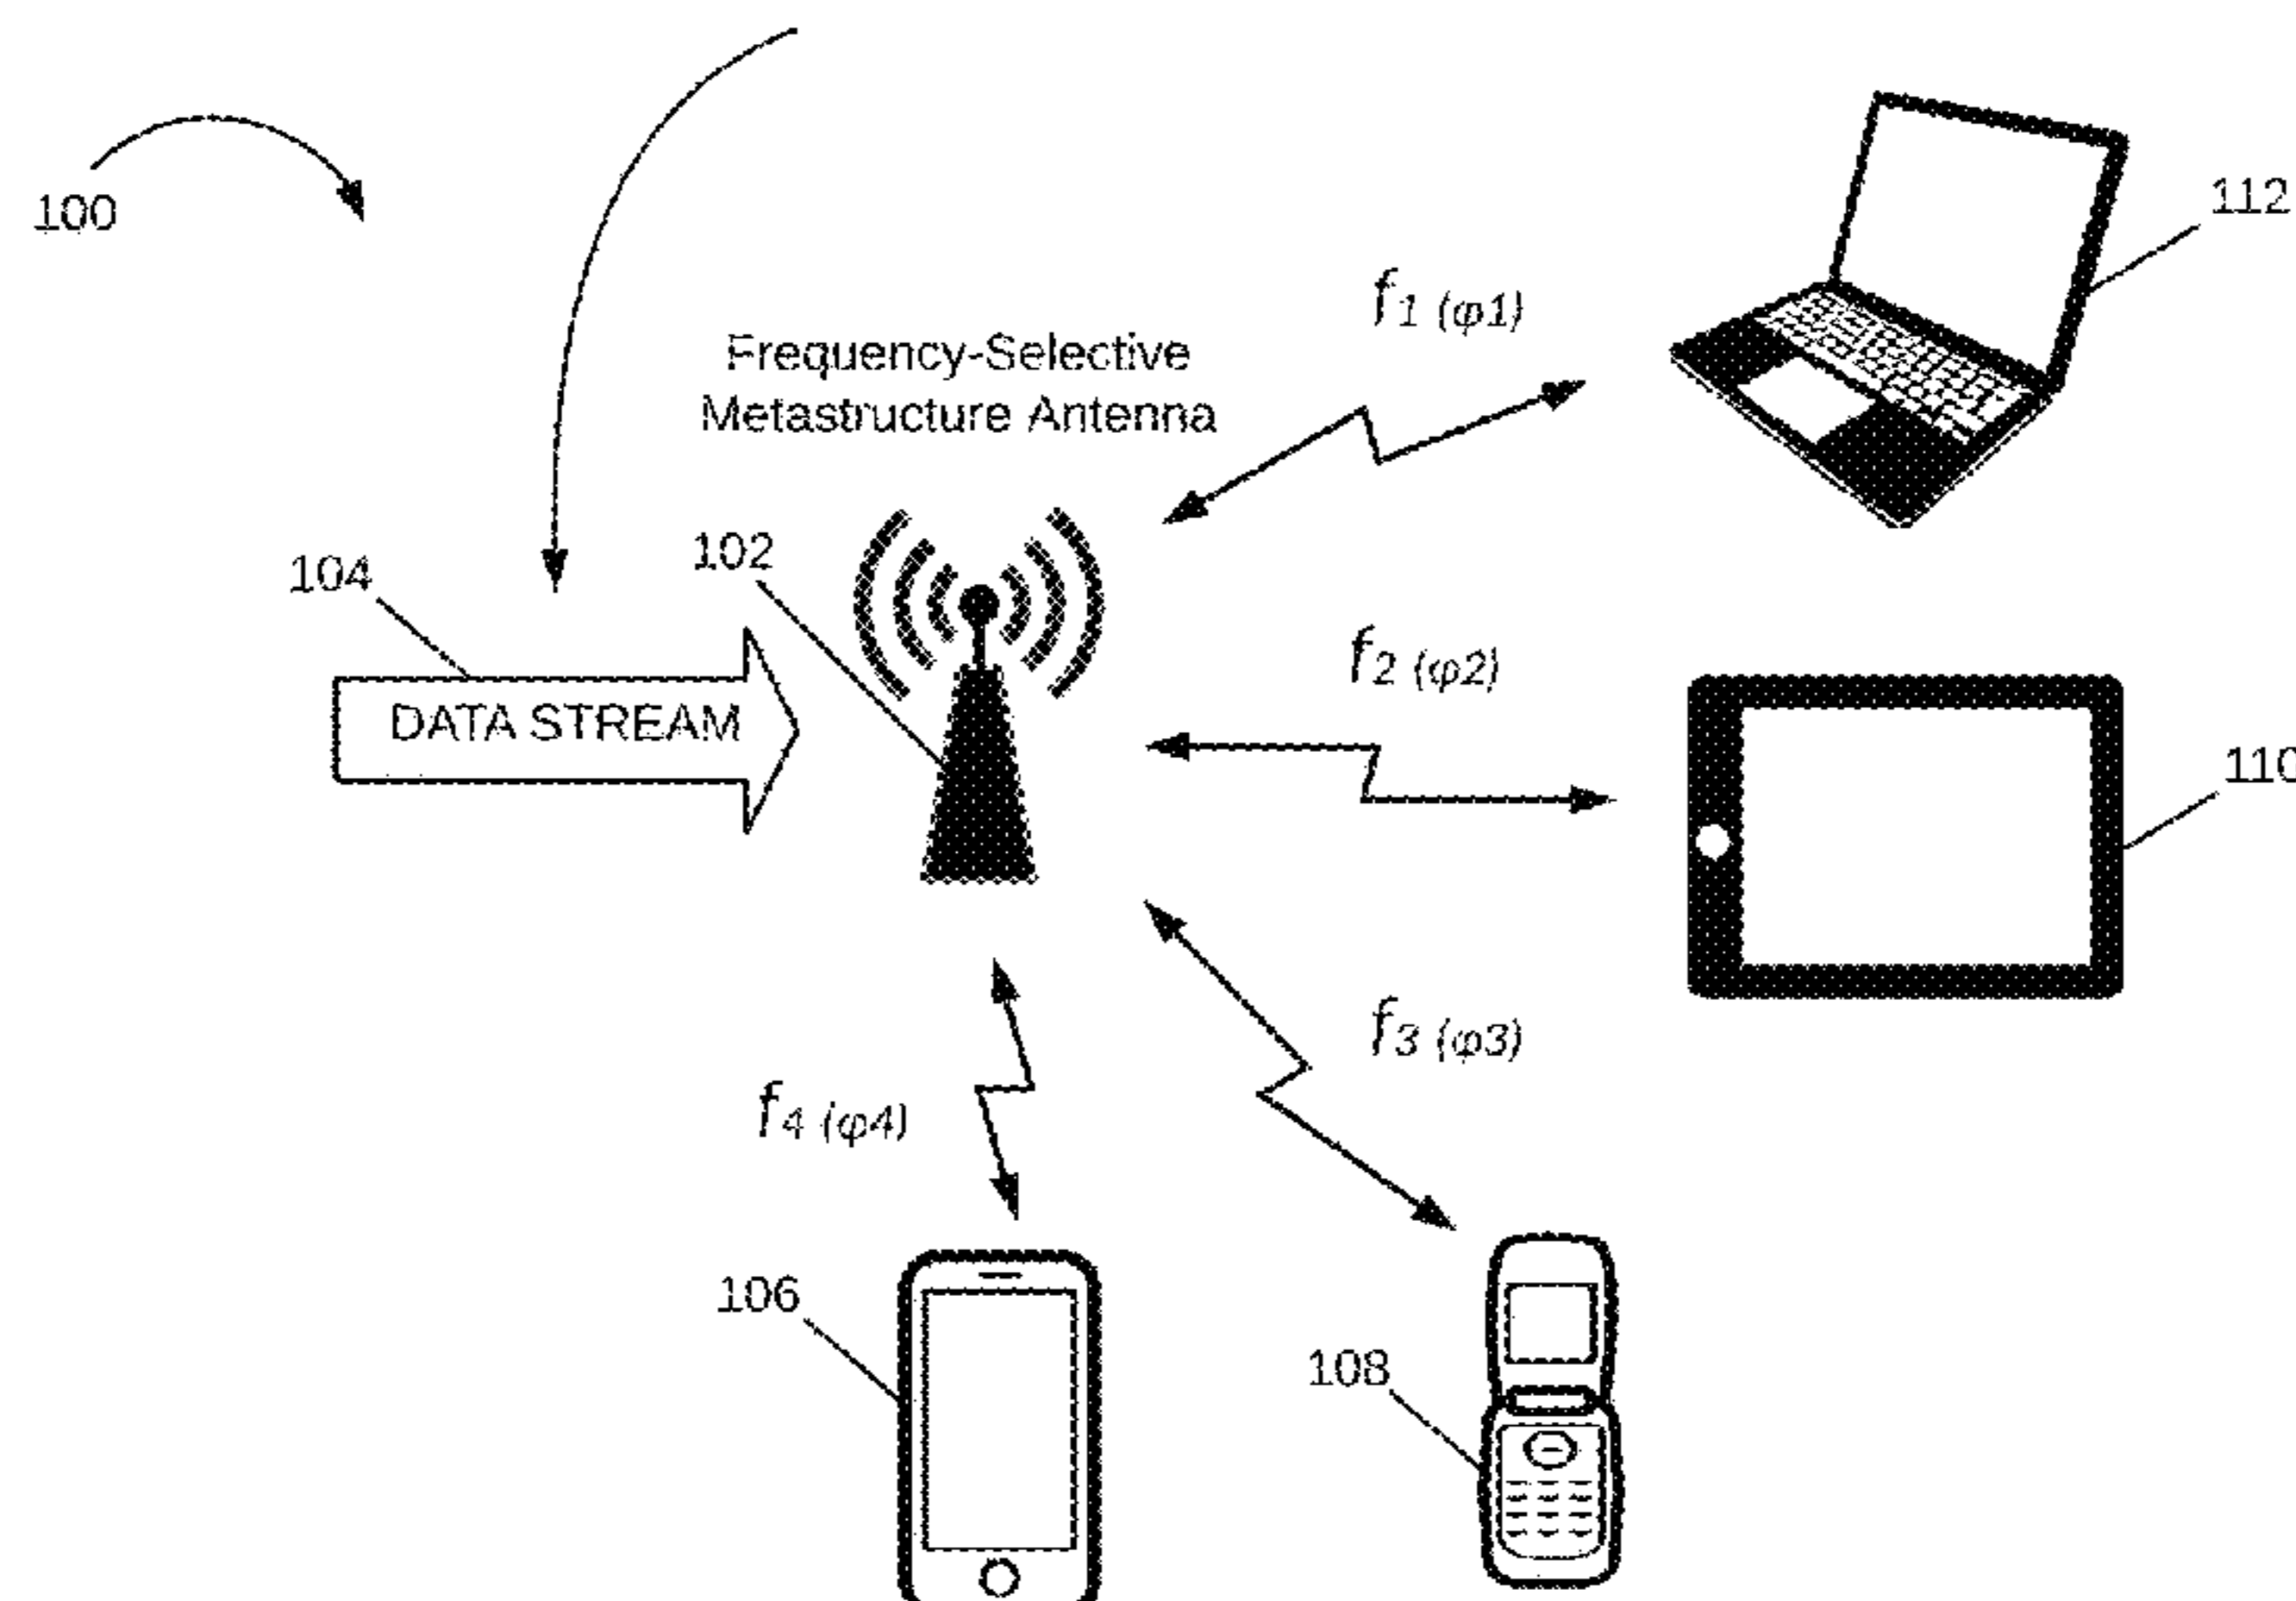 100
112
f1 (φ1)
Frequency-Selective
Metastructure Antenna
102
104
f2 (φ2)
DATA STREAM
110
f3 (φ3)
f4 (φ4)
106
108